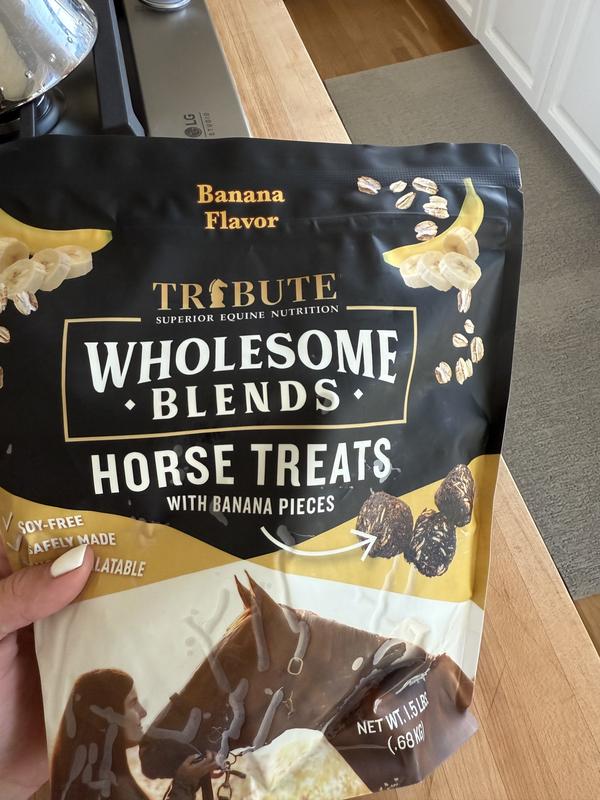 LG
STUDIO
Banana
Flavor
TRIBUTE
SUPERIOR EQUINE NUTRITION
WHOLESOME
BLENDS
HORSE TREATS
WITH BANANA PIECES
SOY-FREE
SAFELY MADE
LATABLE
NET WT. 1.5 LBS
(.68 KG)